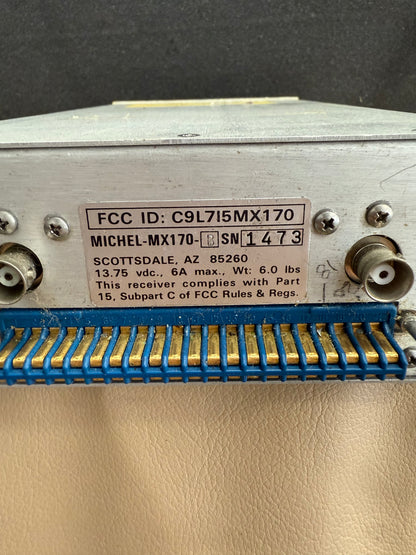 FCC ID: C9L7I5MX170
MICHEL-MX170-B SN 1473
SCOTTSDALE, AZ 85260
13.75 vdc., 6A max., Wt: 6.0 lbs
This receiver complies with Part
15, Subpart C of FCC Rules & Regs.